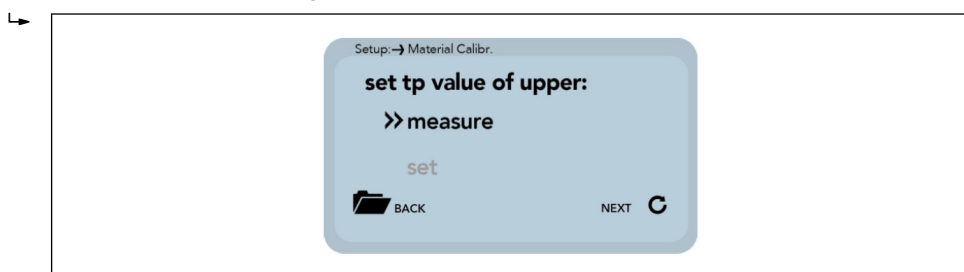 Setup:→ Material Calibr.
set tp value of upper:
>> measure
set
BACK NEXT